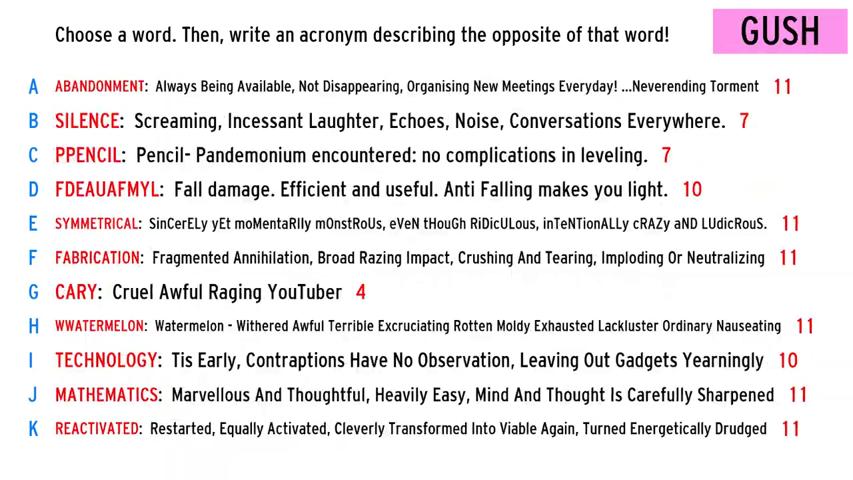 Choose a word. Then, write an acronym describing the opposite of that word! GUSH
A ABANDONMENT: Always Being Available, Not Disappearing, Organising New Meetings Everyday! ...Neverending Torment 11
B SILENCE: Screaming, Incessant Laughter, Echoes, Noise, Conversations Everywhere. 7
C PPENCIL: Pencil- Pandemonium encountered: no complications in leveling. 7
D FDEAUAFMYL: Fall damage. Efficient and useful. Anti Falling makes you light. 10
E SYMMETRICAL: SinCerELy yEt moMentaRIly mOnstRoUs, eVeN tHouGh RiDicULous, inTeNTionALLy cRAZy aND LUdicRouS. 11
F FABRICATION: Fragmented Annihilation, Broad Razing Impact, Crushing And Tearing, Imploding Or Neutralizing 11
G CARY: Cruel Awful Raging YouTuber 4
H WWATERMELON: Watermelon - Withered Awful Terrible Excruciating Rotten Moldy Exhausted Lackluster Ordinary Nauseating 11
I TECHNOLOGY: Tis Early, Contraptions Have No Observation, Leaving Out Gadgets Yearningly 10
J MATHEMATICS: Marvellous And Thoughtful, Heavily Easy, Mind And Thought Is Carefully Sharpened 11
K REACTIVATED: Restarted, Equally Activated, Cleverly Transformed Into Viable Again, Turned Energetically Drudged 11